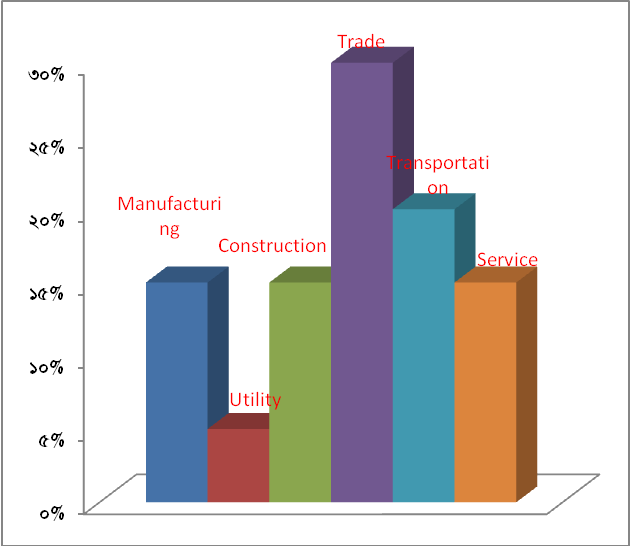 Trade
৩০%
২৫%
Transportati
on
২০%
Manufacturi
ng
Construction
Service
১৫%
১০%
Utility
৫%
০%